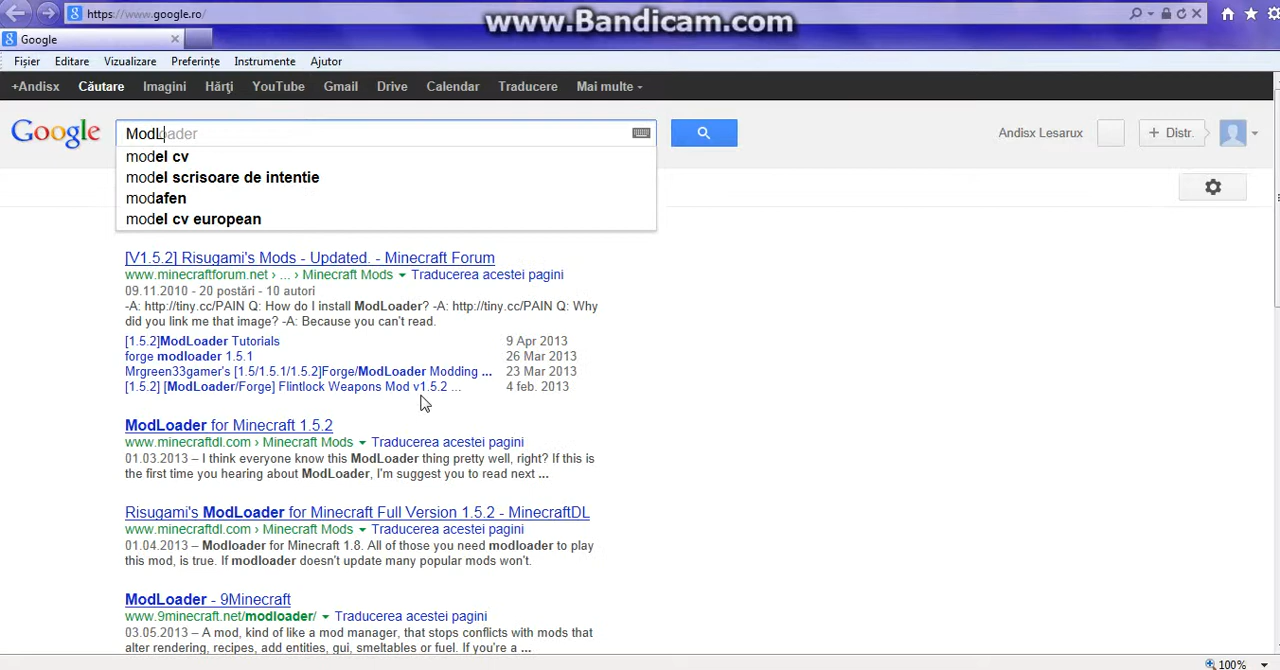 https://www.google.ro/
www.Bandicam.com
Google
Fișier Editare Vizualizare Preferințe Instrumente Ajutor
+Andisx Căutare Imagini Hărţi YouTube Gmail Drive Calendar Traducere Mai multe
Google ModLoader Andisx Lesarux + Distr.
model cv
model scrisoare de intentie
modafen
model cv european
[V1.5.2] Risugami's Mods - Updated. - Minecraft Forum
www.minecraftforum.net › ... › Minecraft Mods Traducerea acestei pagini
09.11.2010 - 20 postări - 10 autori
-A: http://tiny.cc/PAIN Q: How do I install ModLoader? -A: http://tiny.cc/PAIN Q: Why
did you link me that image? -A: Because you can't read.
[1.5.2]ModLoader Tutorials 9 Apr 2013
forge modloader 1.5.1 26 Mar 2013
Mrgreen33gamer's [1.5/1.5.1/1.5.2]Forge/ModLoader Modding ... 23 Mar 2013
[1.5.2] [ModLoader/Forge] Flintlock Weapons Mod v1.5.2 ... 4 feb. 2013
ModLoader for Minecraft 1.5.2
www.minecraftdl.com › Minecraft Mods Traducerea acestei pagini
01.03.2013 – I think everyone know this ModLoader thing pretty well, right? If this is
the first time you hearing about ModLoader, I'm suggest you to read next ...
Risugami's ModLoader for Minecraft Full Version 1.5.2 - MinecraftDL
www.minecraftdl.com › Minecraft Mods Traducerea acestei pagini
01.04.2013 – Modloader for Minecraft 1.8. All of those you need modloader to play
this mod, is true. If modloader doesn't update many popular mods won't.
ModLoader - 9Minecraft
www.9minecraft.net/modloader/ Traducerea acestei pagini
03.05.2013 – A mod, kind of like a mod manager, that stops conflicts with mods that
alter rendering, recipes, add entities, gui, smeltables or fuel. If you're a ...
100%